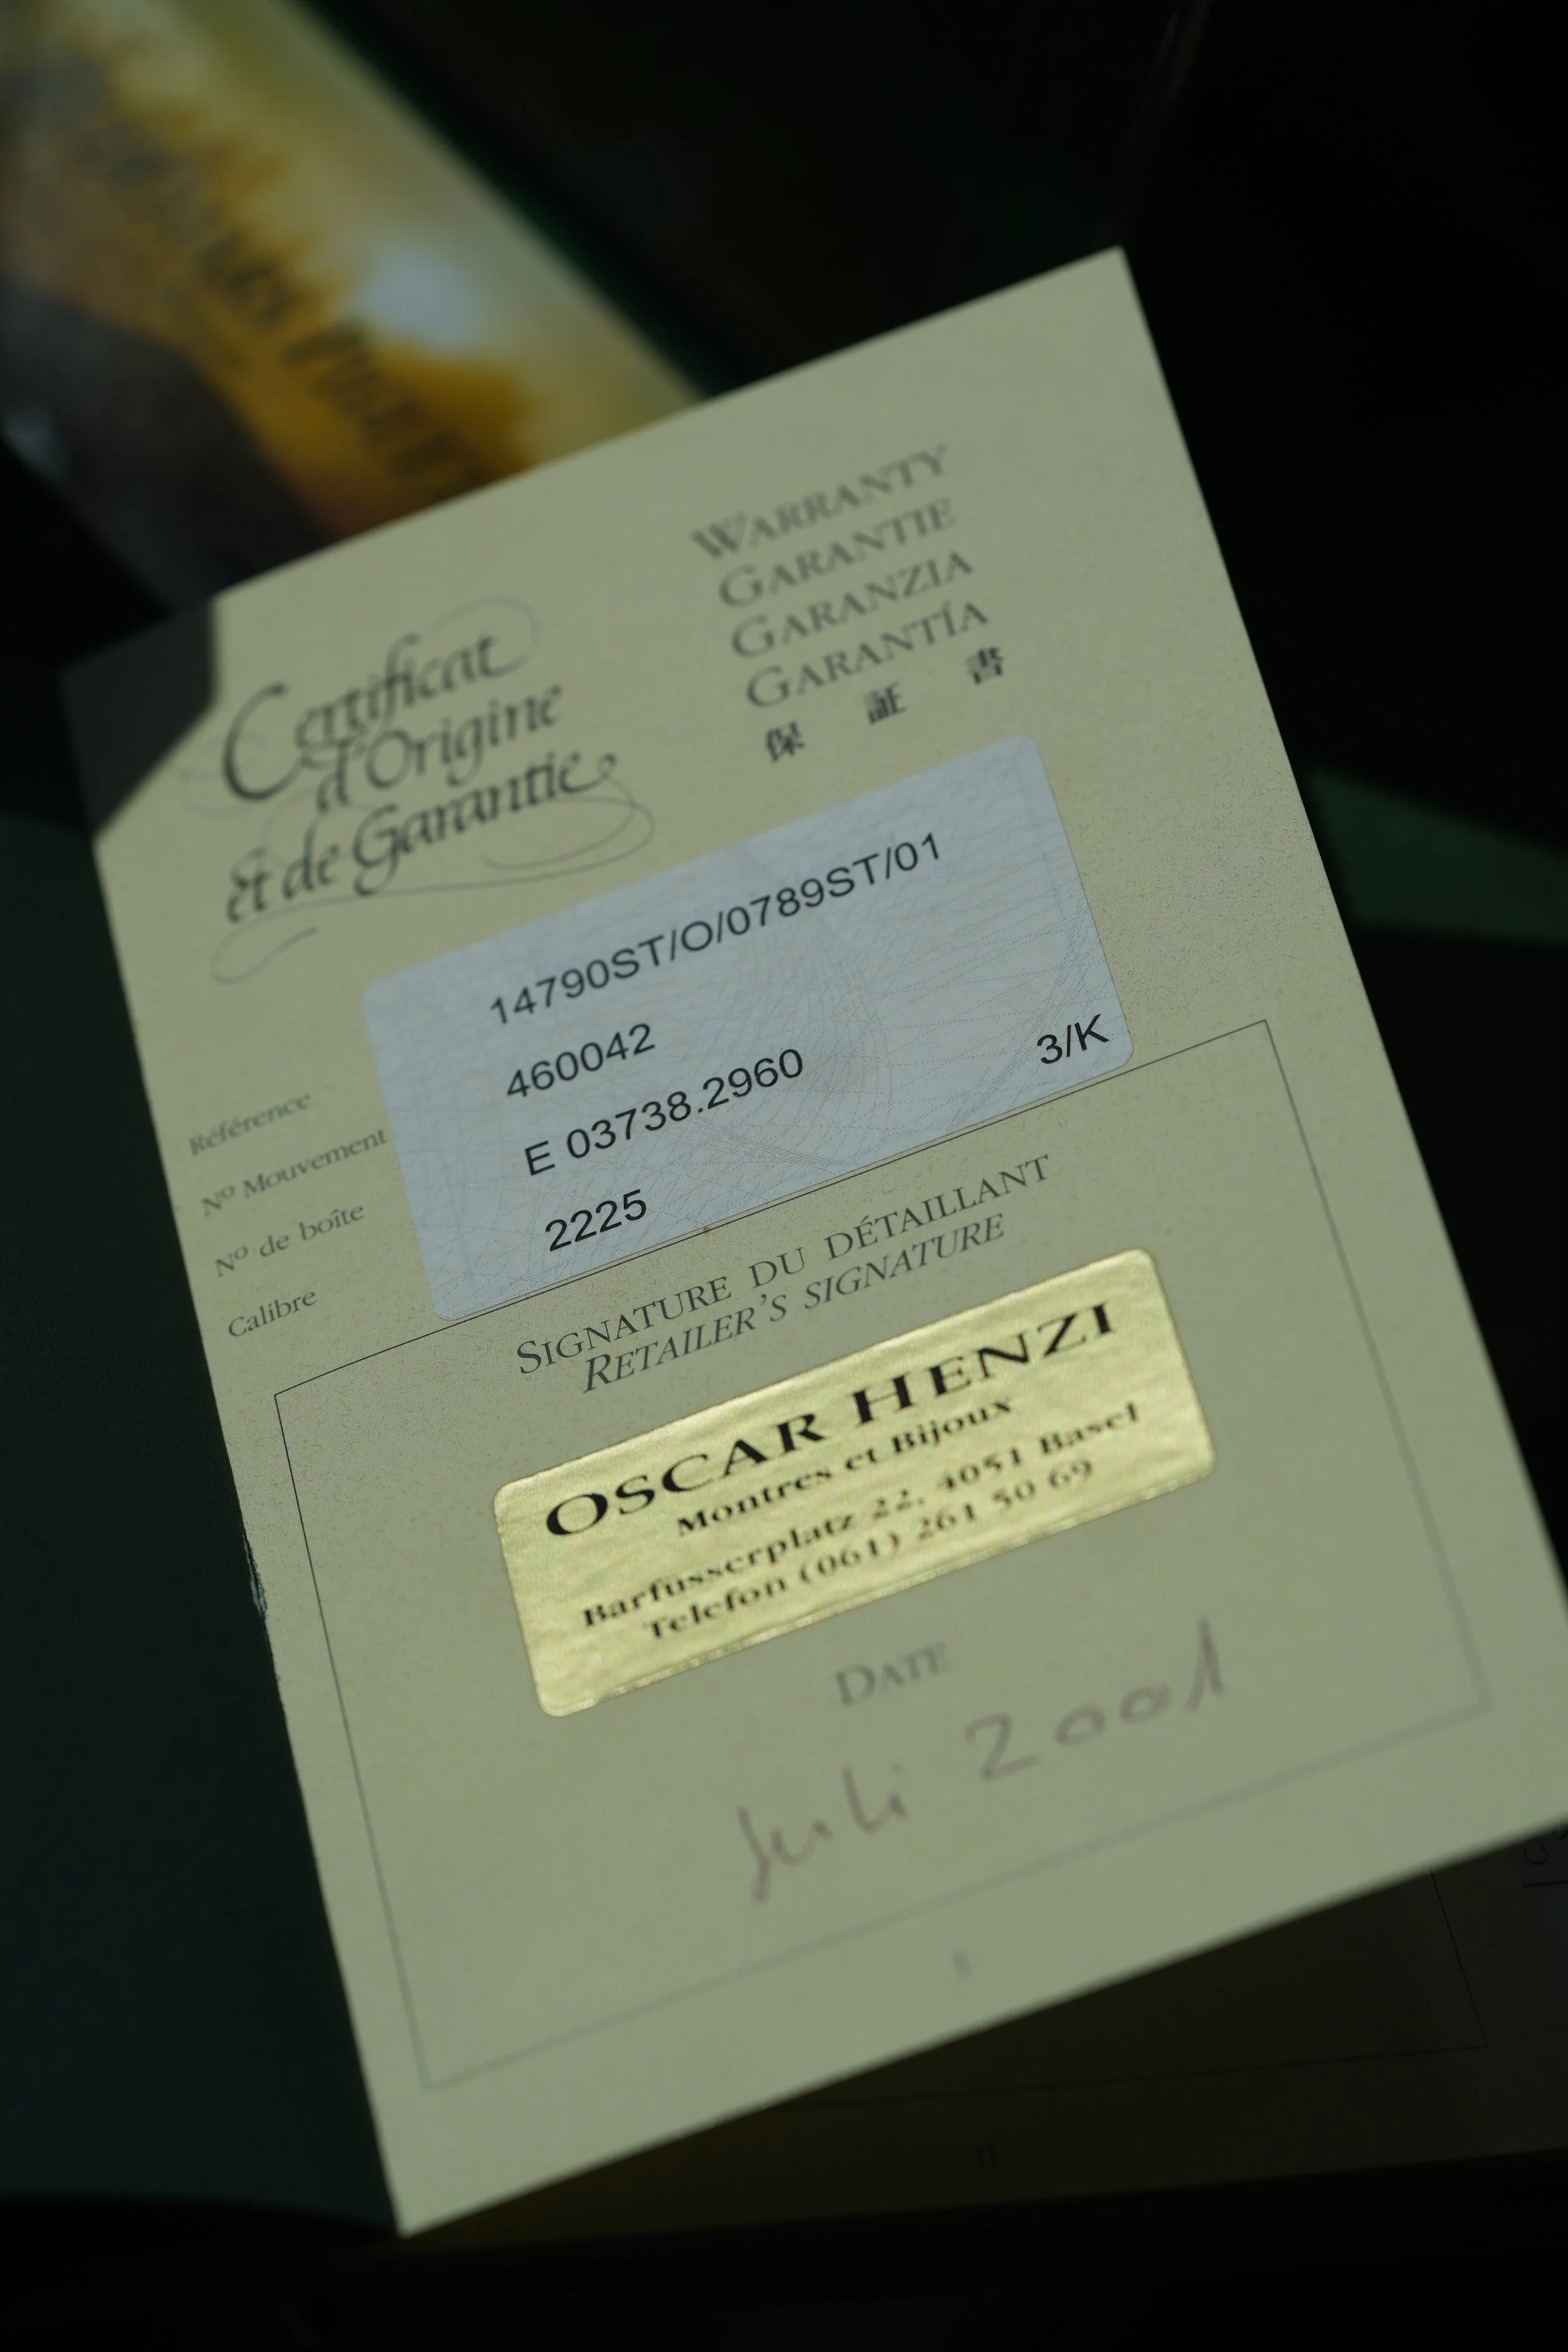 Certificat
d'Origine
et de Garantie
WARRANTY
GARANTIE
GARANZIA
GARANTÍA
保 証 書
Référence 14790ST/O/0789ST/01
Nº Mouvement 460042
Nº de boîte E 03738.2960 3/K
Calibre 2225
SIGNATURE DU DÉTAILLANT
RETAILER'S SIGNATURE
OSCAR HENZI
Montres et Bijoux
Barfüsserplatz 22, 4051 Basel
Telefon (061) 261 50 69
DATE
Juli 2001